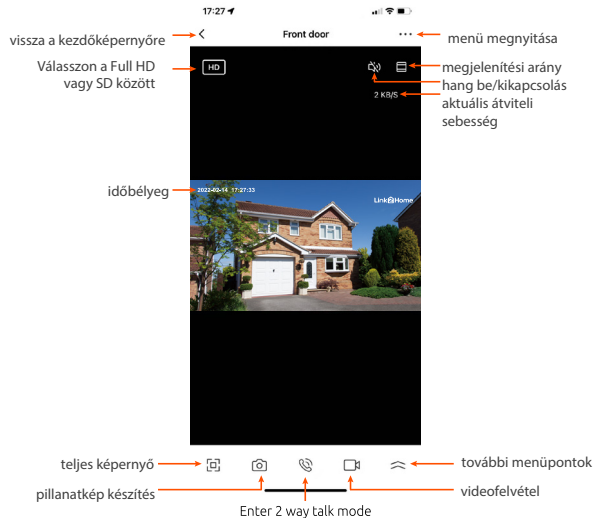 17:27
vissza a kezdőképernyőre
Front door
menü megnyitása
Válasszon a Full HD
vagy SD között
HD
megjelenítési arány
hang be/kikapcsolás
2 KB/S
aktuális átviteli
sebesség
időbélyeg
2022-02-14 17:27:33
Link2Home
teljes képernyő
további menüpontok
pillanatkép készítés
videofelvétel
Enter 2 way talk mode